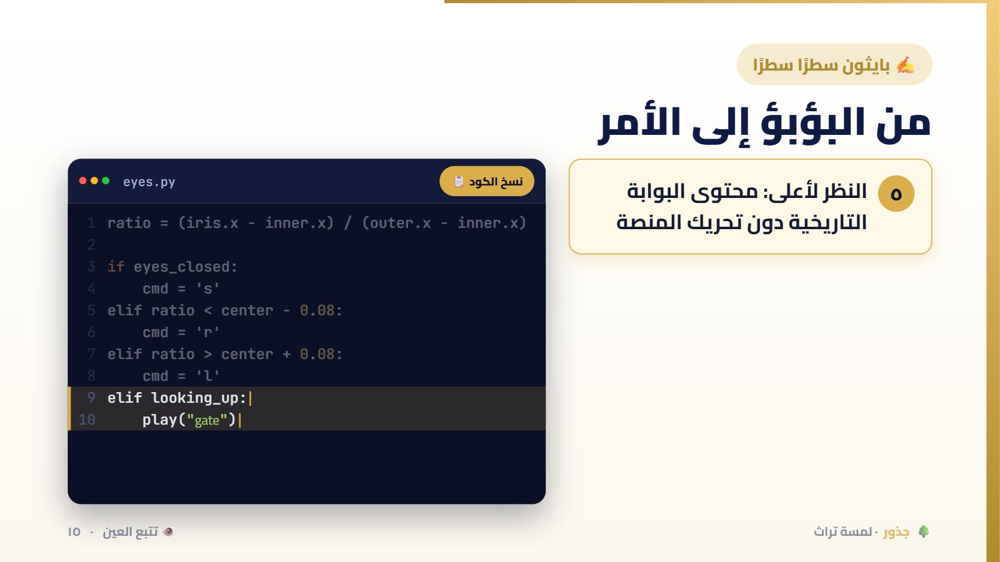 ✍️ بايثون سطرًا سطرًا
من البؤبؤ إلى الأمر
٥
النظر لأعلى: محتوى البوابة
التاريخية دون تحريك المنصة
eyes.py
نسخ الكود 📋
1 ratio = (iris.x - inner.x) / (outer.x - inner.x)
2
3 if eyes_closed:
4     cmd = 's'
5 elif ratio < center - 0.08:
6     cmd = 'r'
7 elif ratio > center + 0.08:
8     cmd = 'l'
9 elif looking_up:
10     play("gate")
🌳 جذور · لمسة تراث
👁️ تتبع العين · ١٥